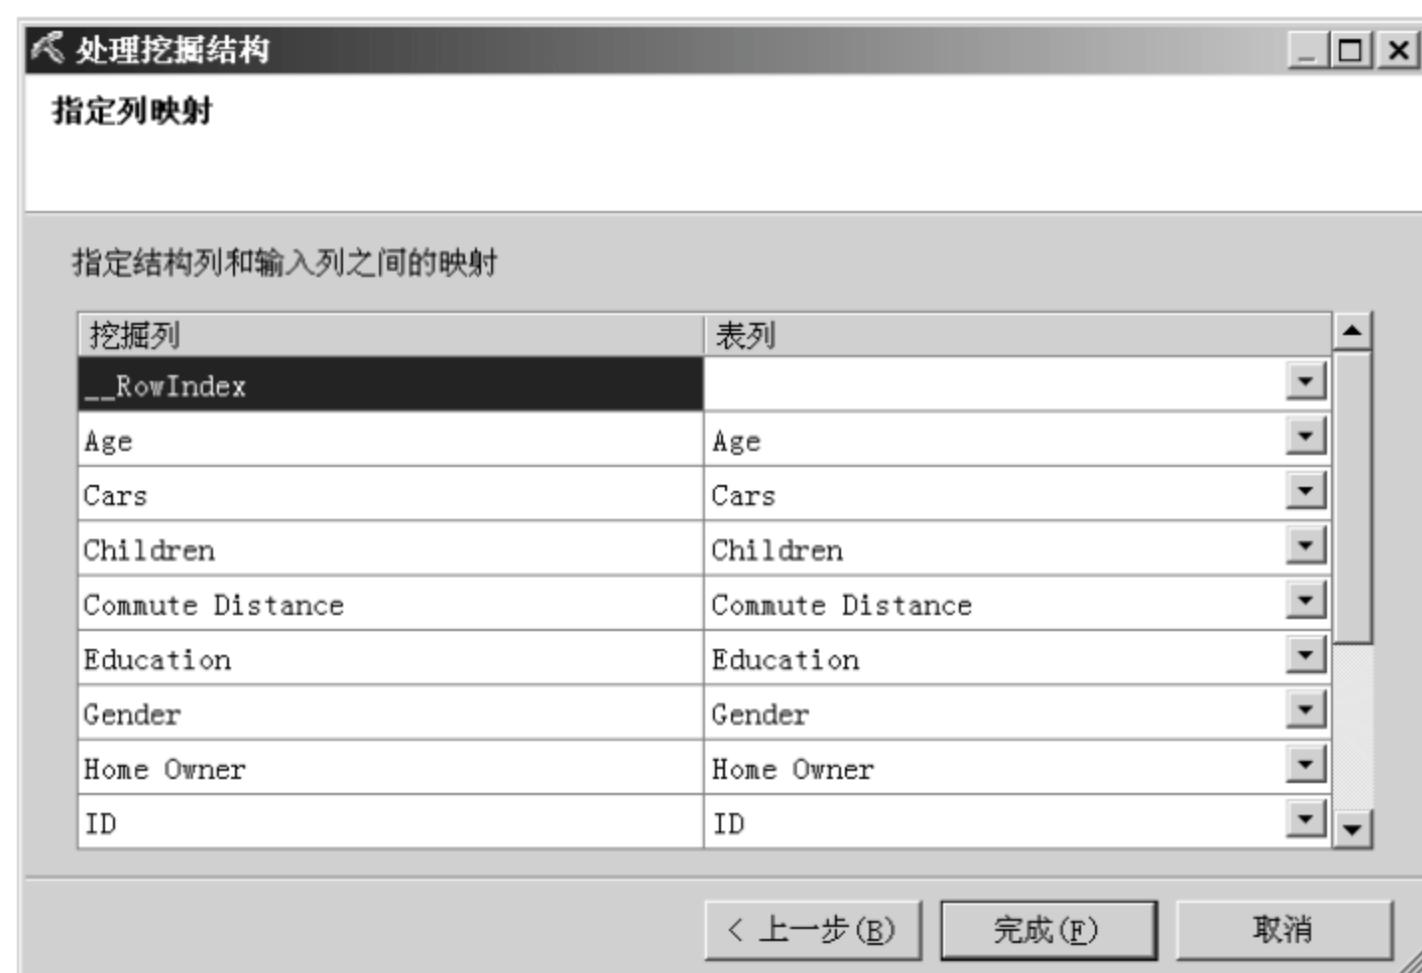 处理挖掘结构
指定列映射
指定结构列和输入列之间的映射
挖掘列 表列
__RowIndex
Age Age
Cars Cars
Children Children
Commute Distance Commute Distance
Education Education
Gender Gender
Home Owner Home Owner
ID ID
< 上一步(B) 完成(F) 取消